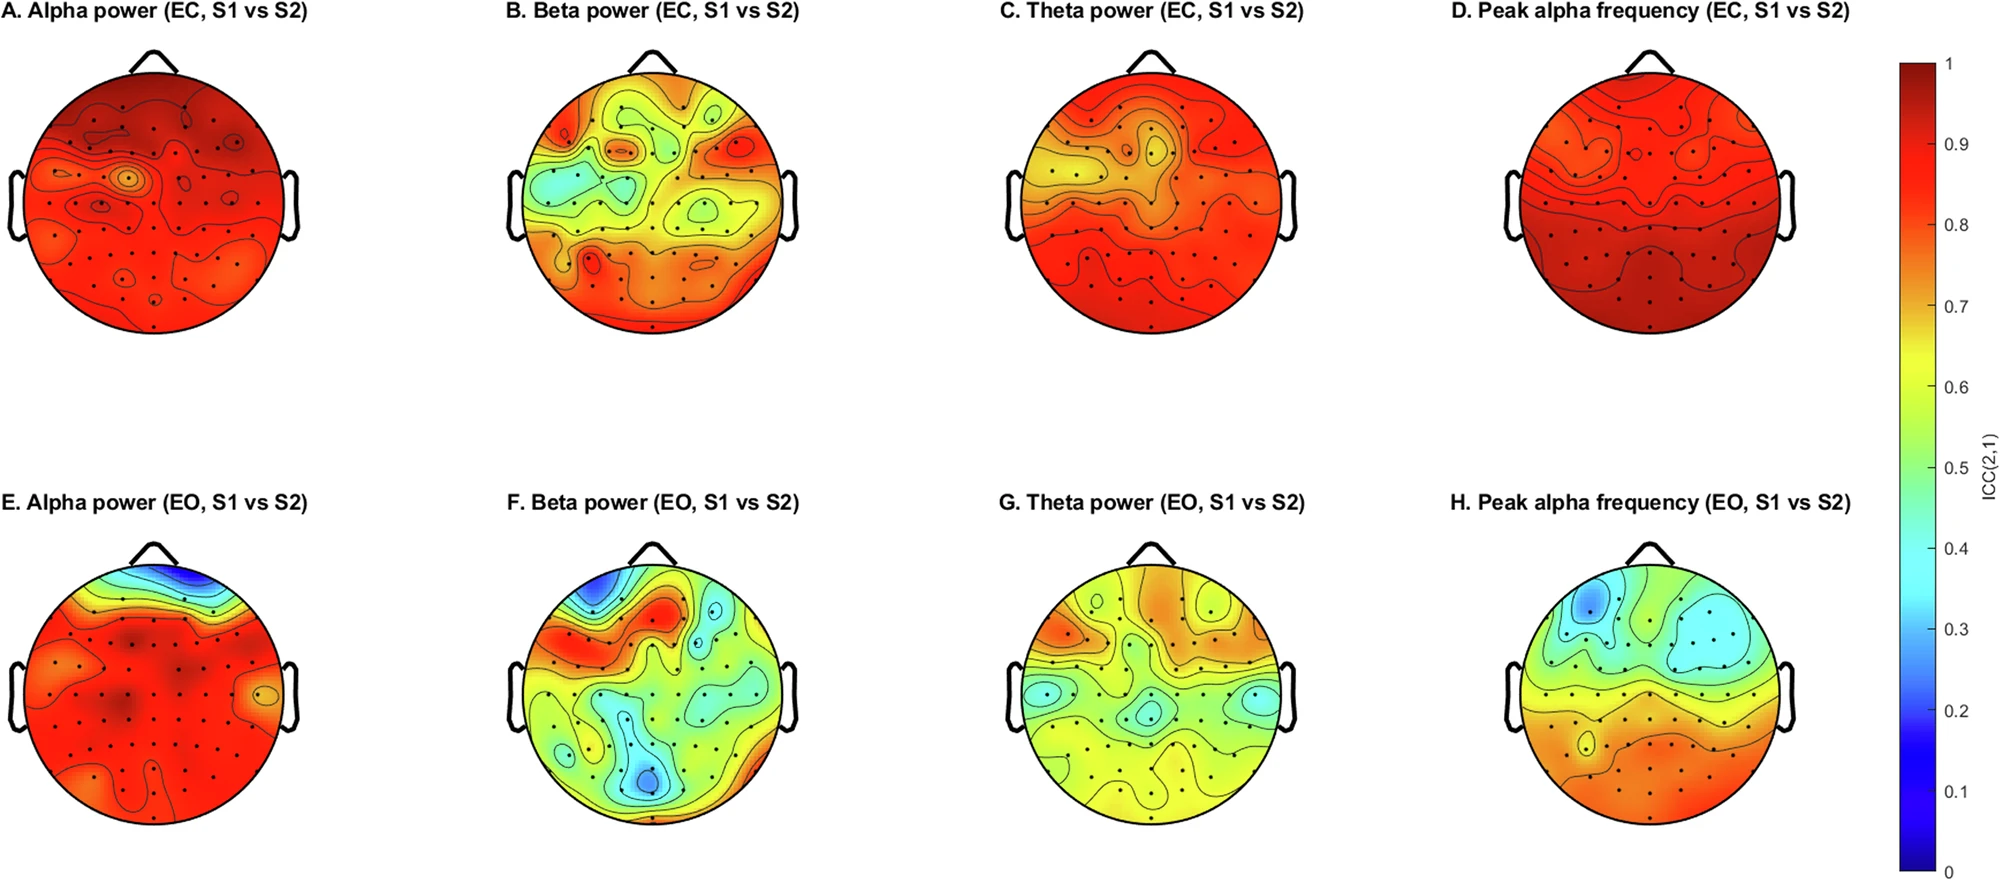 A. Alpha power (EC, S1 vs S2)
B. Beta power (EC, S1 vs S2)
C. Theta power (EC, S1 vs S2)
D. Peak alpha frequency (EC, S1 vs S2)
1
0.9
0.8
0.7
0.6
0.5
0.4
0.3
0.2
0.1
0
ICC(2,1)
E. Alpha power (EO, S1 vs S2)
F. Beta power (EO, S1 vs S2)
G. Theta power (EO, S1 vs S2)
H. Peak alpha frequency (EO, S1 vs S2)